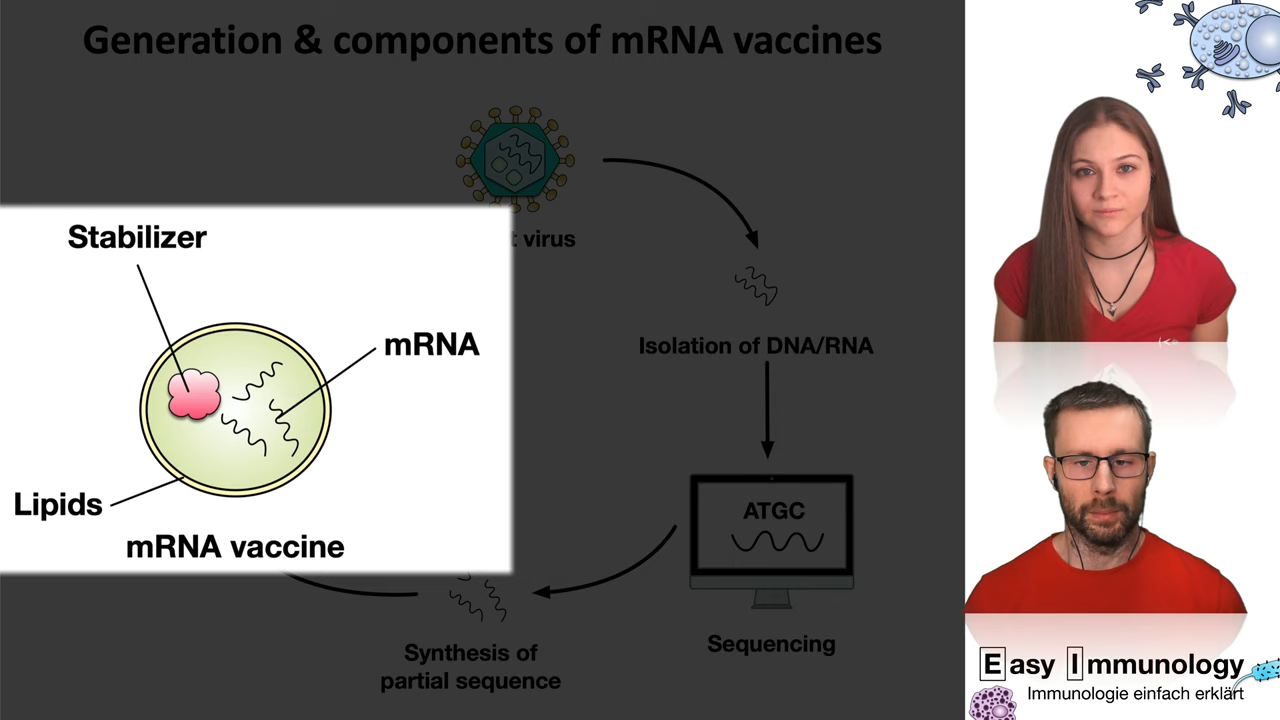 Generation & components of mRNA vaccines
virus
Stabilizer
mRNA
Lipids
mRNA vaccine
Isolation of DNA/RNA
ATGC
Sequencing
Synthesis of
partial sequence
Easy Immunology
Immunologie einfach erklärt